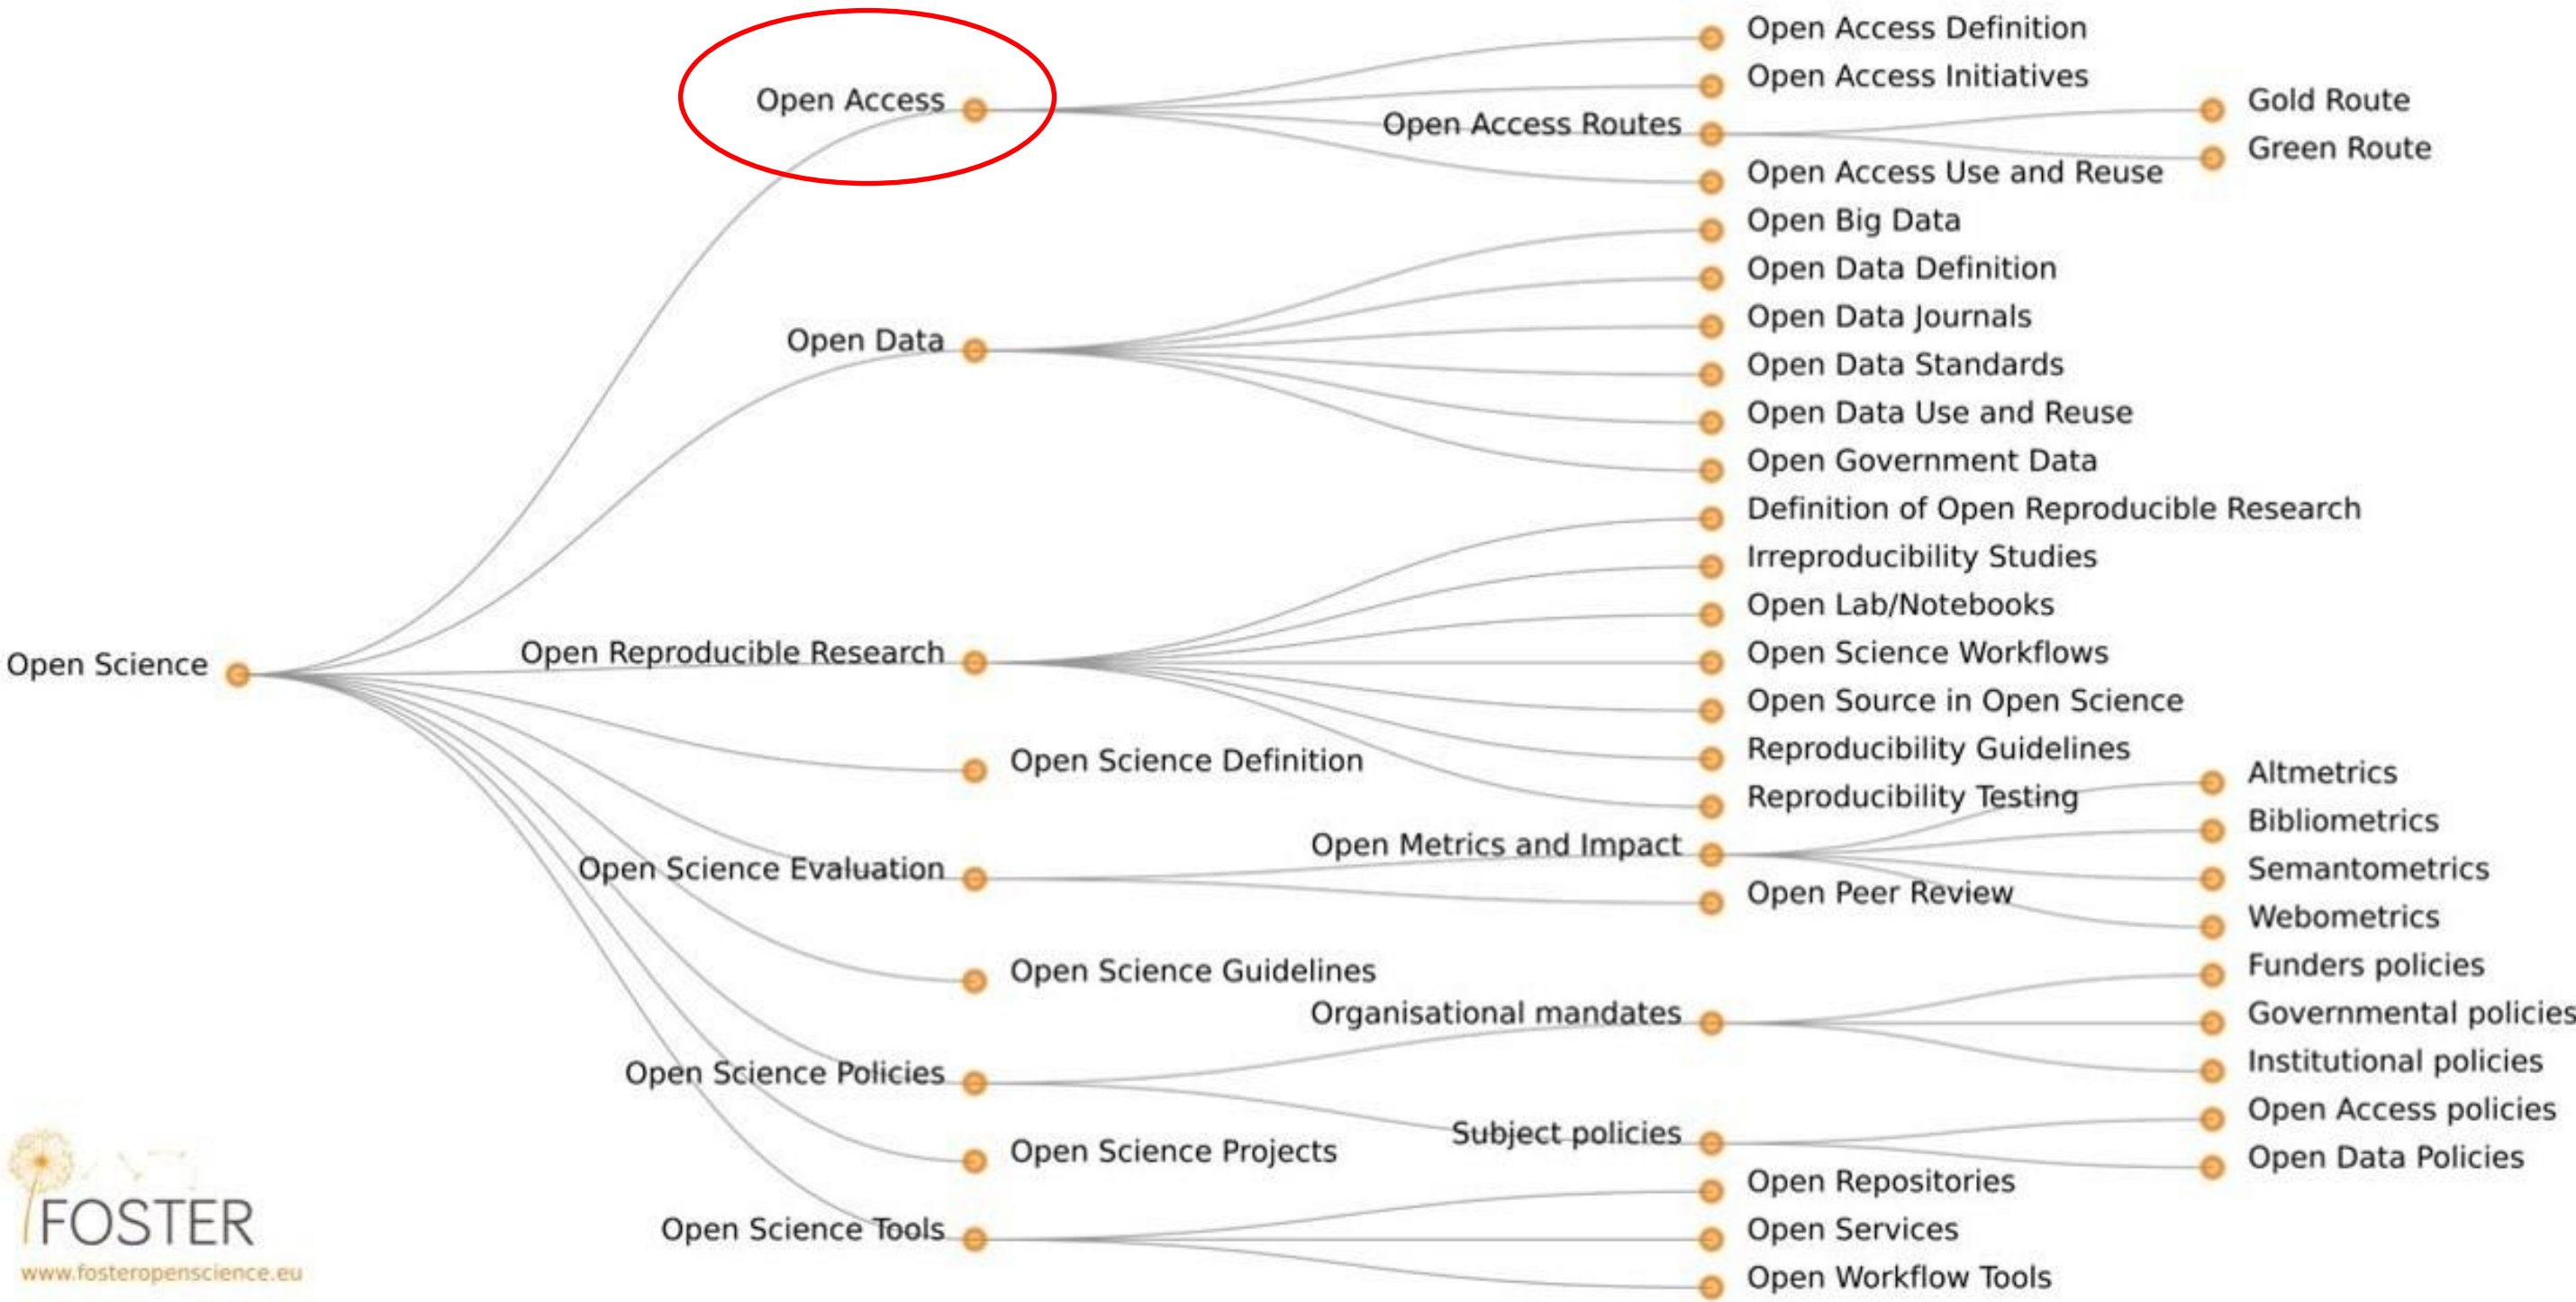 Open Access Definition
Open Access Initiatives
Open Access
Gold Route
Open Access Routes
Green Route
Open Access Use and Reuse
Open Big Data
Open Data Definition
Open Data Journals
Open Data
Open Data Standards
Open Data Use and Reuse
Open Government Data
Definition of Open Reproducible Research
Irreproducibility Studies
Open Lab/Notebooks
Open Science
Open Reproducible Research
Open Science Workflows
Open Source in Open Science
Reproducibility Guidelines
Open Science Definition
Altmetrics
Reproducibility Testing
Bibliometrics
Open Metrics and Impact
Open Science Evaluation
Semantometrics
Open Peer Review
Webometrics
Open Science Guidelines
Funders policies
Organisational mandates
Governmental policies
Institutional policies
Open Science Policies
Open Access policies
Subject policies
Open Science Projects
Open Data Policies
Open Repositories
Open Science Tools
Open Services
Open Workflow Tools
FOSTER
www.fosteropenscience.eu